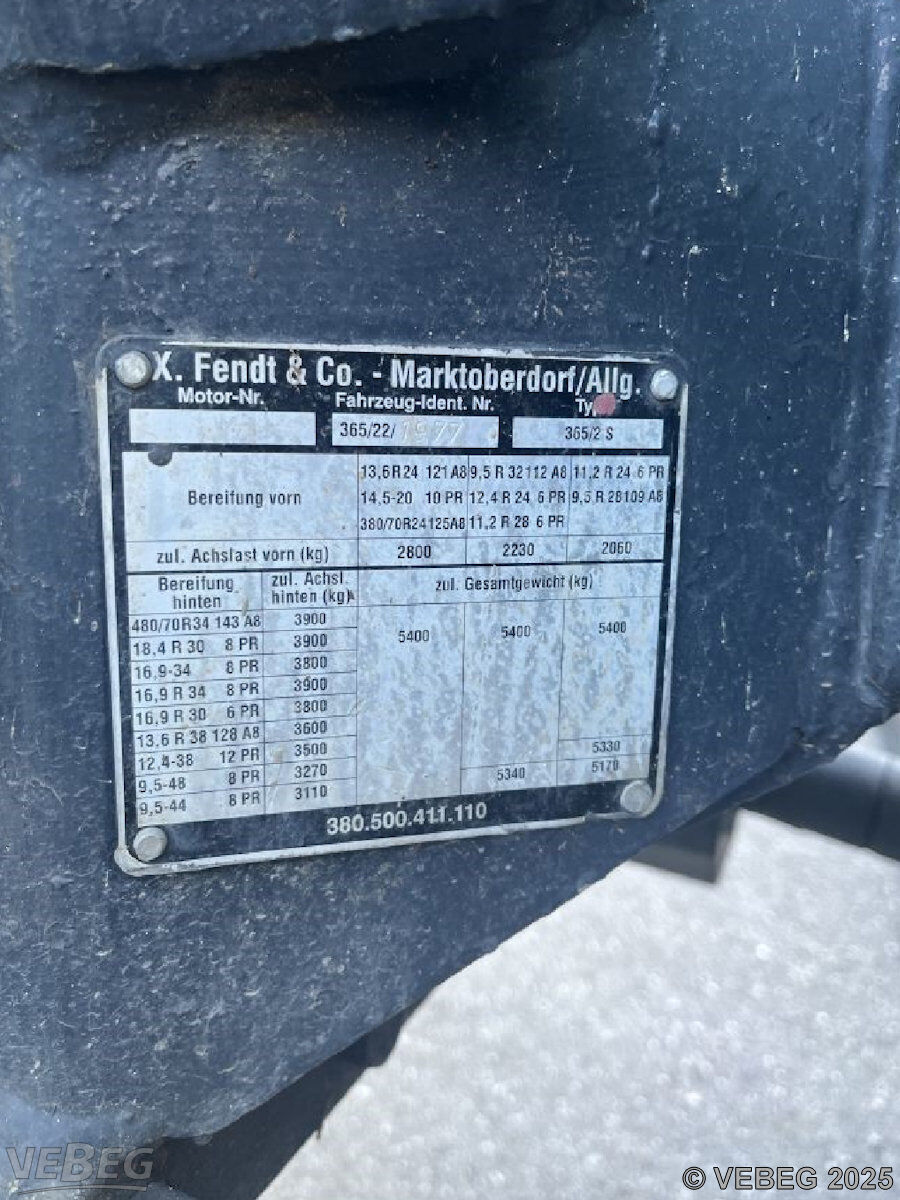 X. Fendt & Co. - Marktoberdorf/Allg.
Motor-Nr. Fahrzeug-Ident. Nr.
365/22/1977 365/2 S
Bereifung vorn
13,6 R 24 121 A8 9,5 R 32 112 A8 11,2 R 24 6 PR
14,5-20 10 PR 12,4 R 24 6 PR 9,5 R 28 109 A8
380/70R24 125A8 11,2 R 28 6 PR
zul. Achslast vorn (kg) 2800 2230 2060
Bereifung hinten zul. Achsl. hinten (kg) zul. Gesamtgewicht (kg)
480/70R34 143 A8 3900 5400 5400 5400
18,4 R 30 8 PR 3900
16,9-34 8 PR 3800
16,9 R 34 8 PR 3900
16,9 R 30 6 PR 3800
13,6 R 38 128 A8 3600
12,4-38 12 PR 3500 5330
9,5-48 8 PR 3270 5340 5170
9,5-44 8 PR 3110
380.500.411.110
VEBEG
© VEBEG 2025